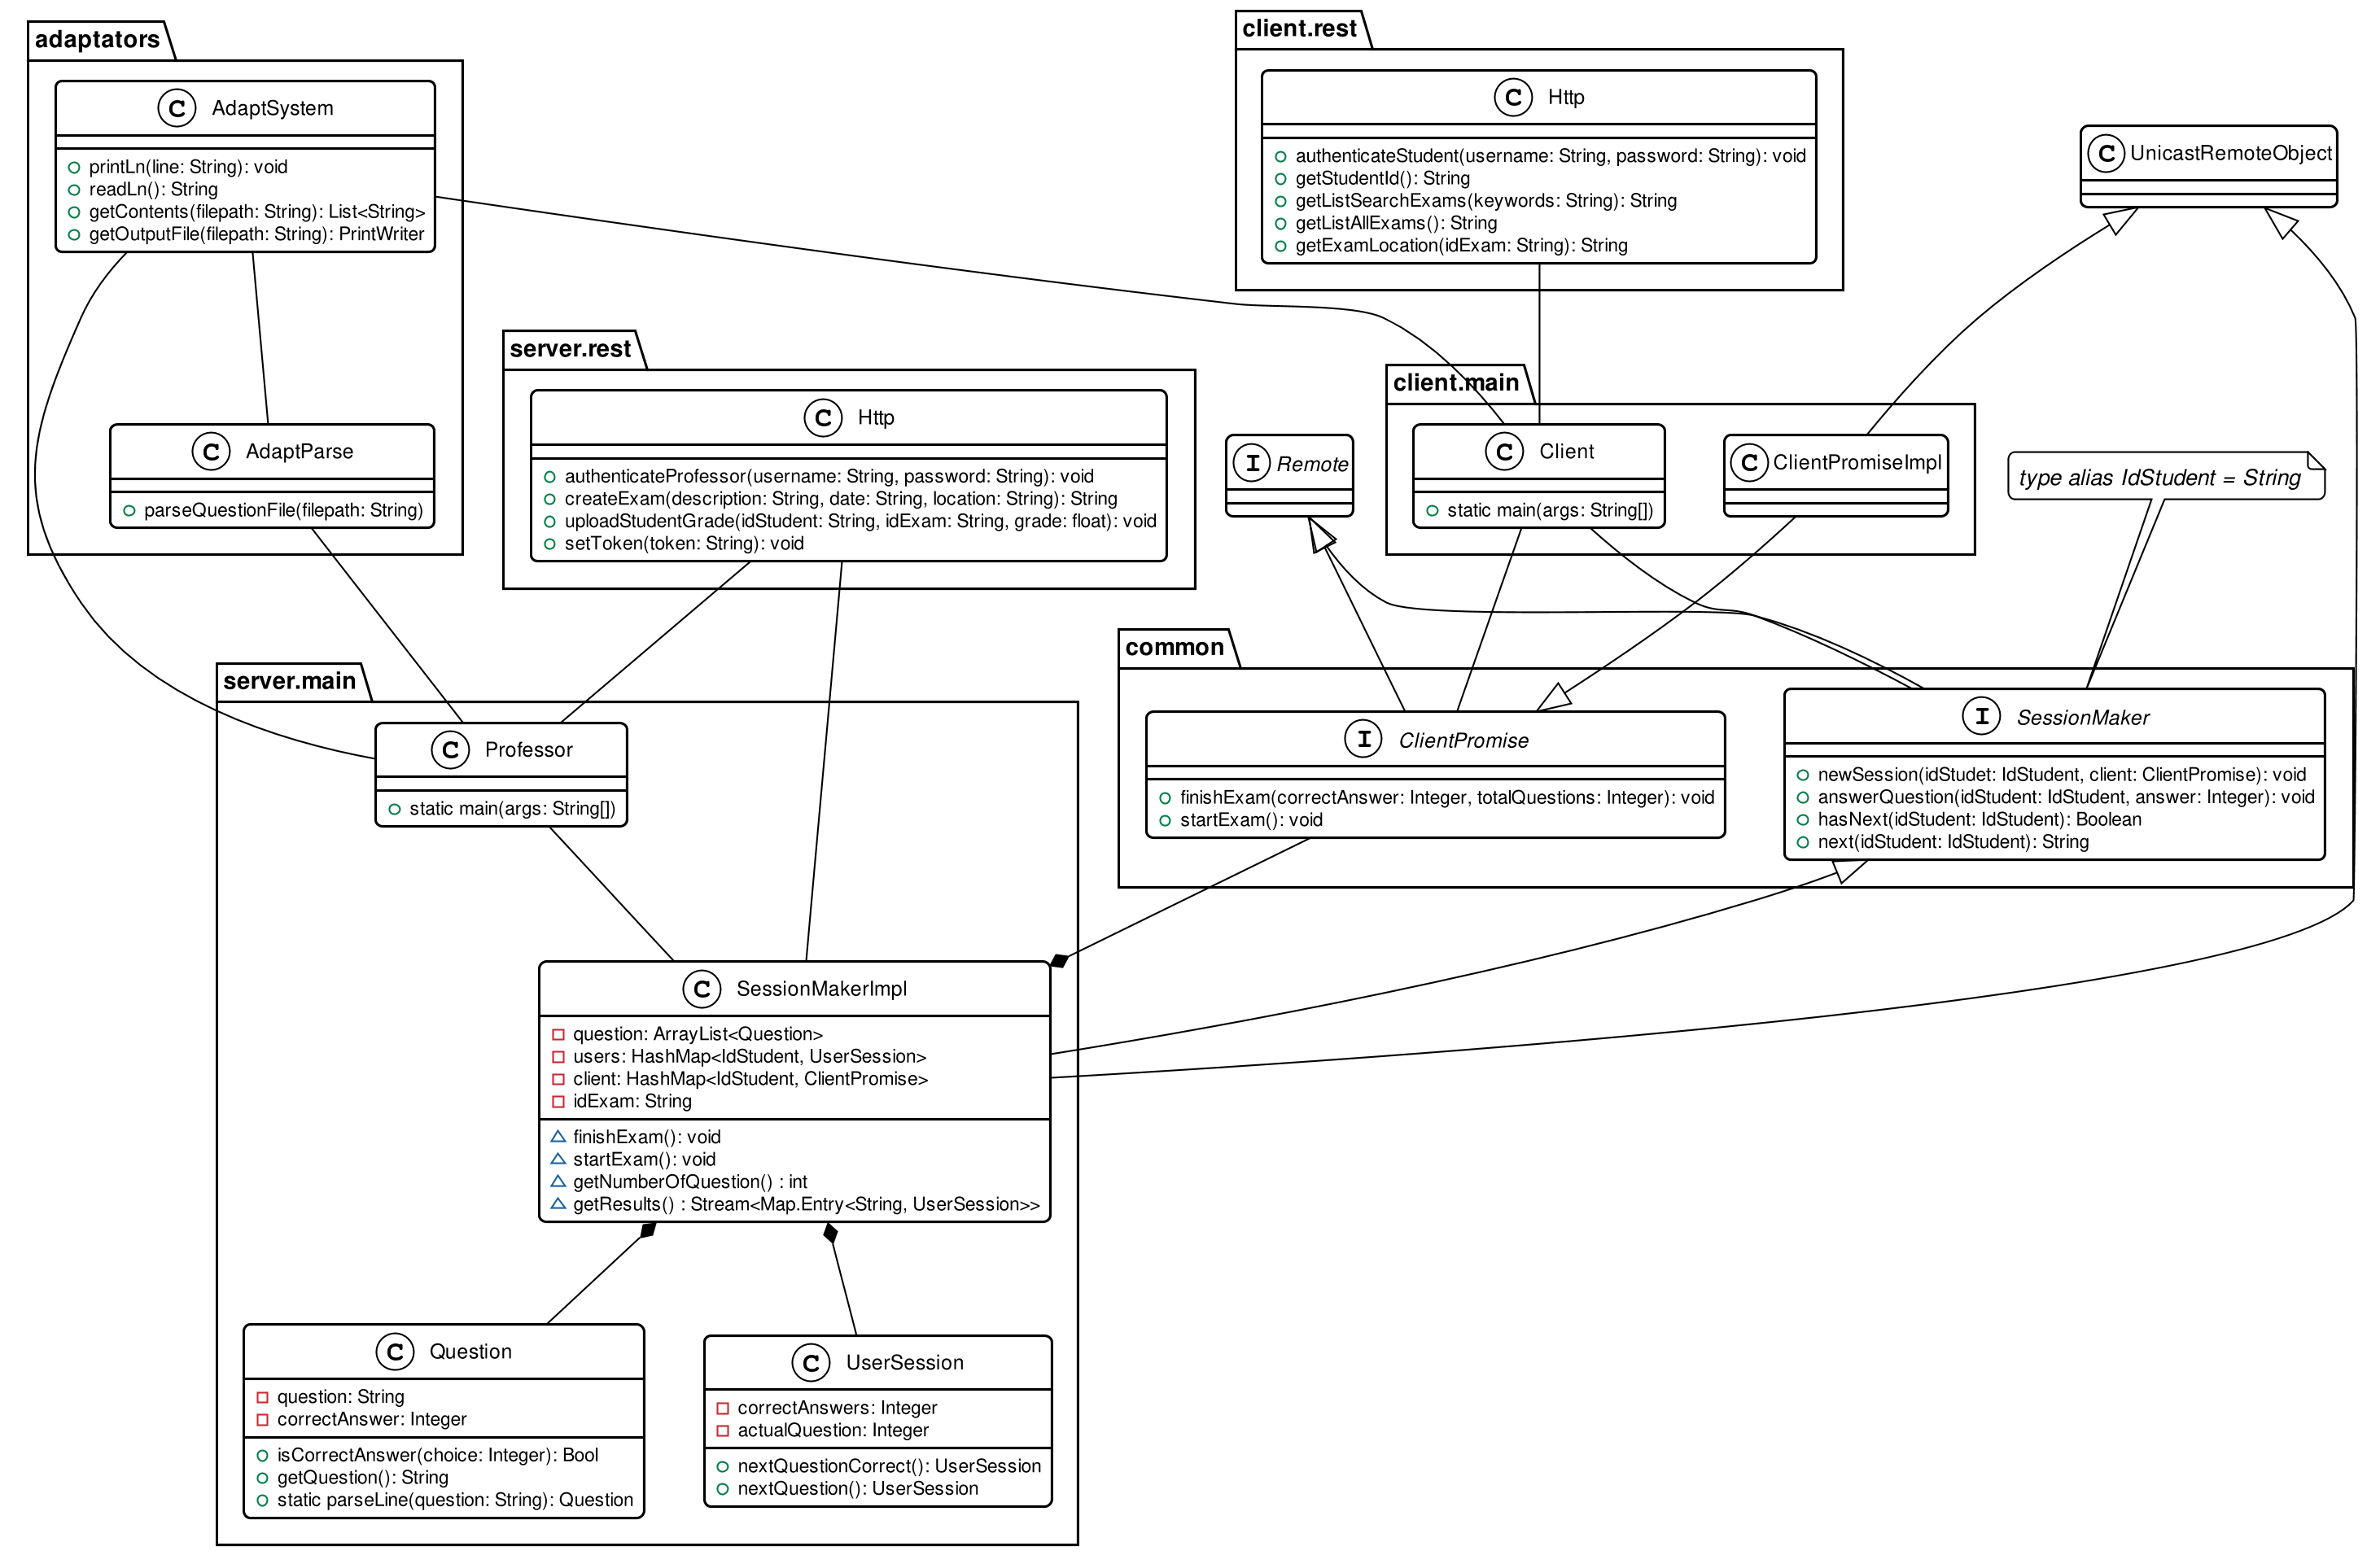 adaptators
C AdaptSystem
printLn(line: String): void
readLn(): String
getContents(filepath: String): List<String>
getOutputFile(filepath: String): PrintWriter
C AdaptParse
parseQuestionFile(filepath: String)
client.rest
C Http
authenticateStudent(username: String, password: String): void
getStudentId(): String
getListSearchExams(keywords: String): String
getListAllExams(): String
getExamLocation(idExam: String): String
C UnicastRemoteObject
server.rest
C Http
authenticateProfessor(username: String, password: String): void
createExam(description: String, date: String, location: String): String
uploadStudentGrade(idStudent: String, idExam: String, grade: float): void
setToken(token: String): void
I Remote
client.main
C Client
static main(args: String[])
C ClientPromiseImpl
type alias IdStudent = String
common
I ClientPromise
finishExam(correctAnswer: Integer, totalQuestions: Integer): void
startExam(): void
I SessionMaker
newSession(idStudet: IdStudent, client: ClientPromise): void
answerQuestion(idStudent: IdStudent, answer: Integer): void
hasNext(idStudent: IdStudent): Boolean
next(idStudent: IdStudent): String
server.main
C Professor
static main(args: String[])
C SessionMakerImpl
question: ArrayList<Question>
users: HashMap<IdStudent, UserSession>
client: HashMap<IdStudent, ClientPromise>
idExam: String
finishExam(): void
startExam(): void
getNumberOfQuestion() : int
getResults() : Stream<Map.Entry<String, UserSession>>
C Question
question: String
correctAnswer: Integer
isCorrectAnswer(choice: Integer): Bool
getQuestion(): String
static parseLine(question: String): Question
C UserSession
correctAnswers: Integer
actualQuestion: Integer
nextQuestionCorrect(): UserSession
nextQuestion(): UserSession